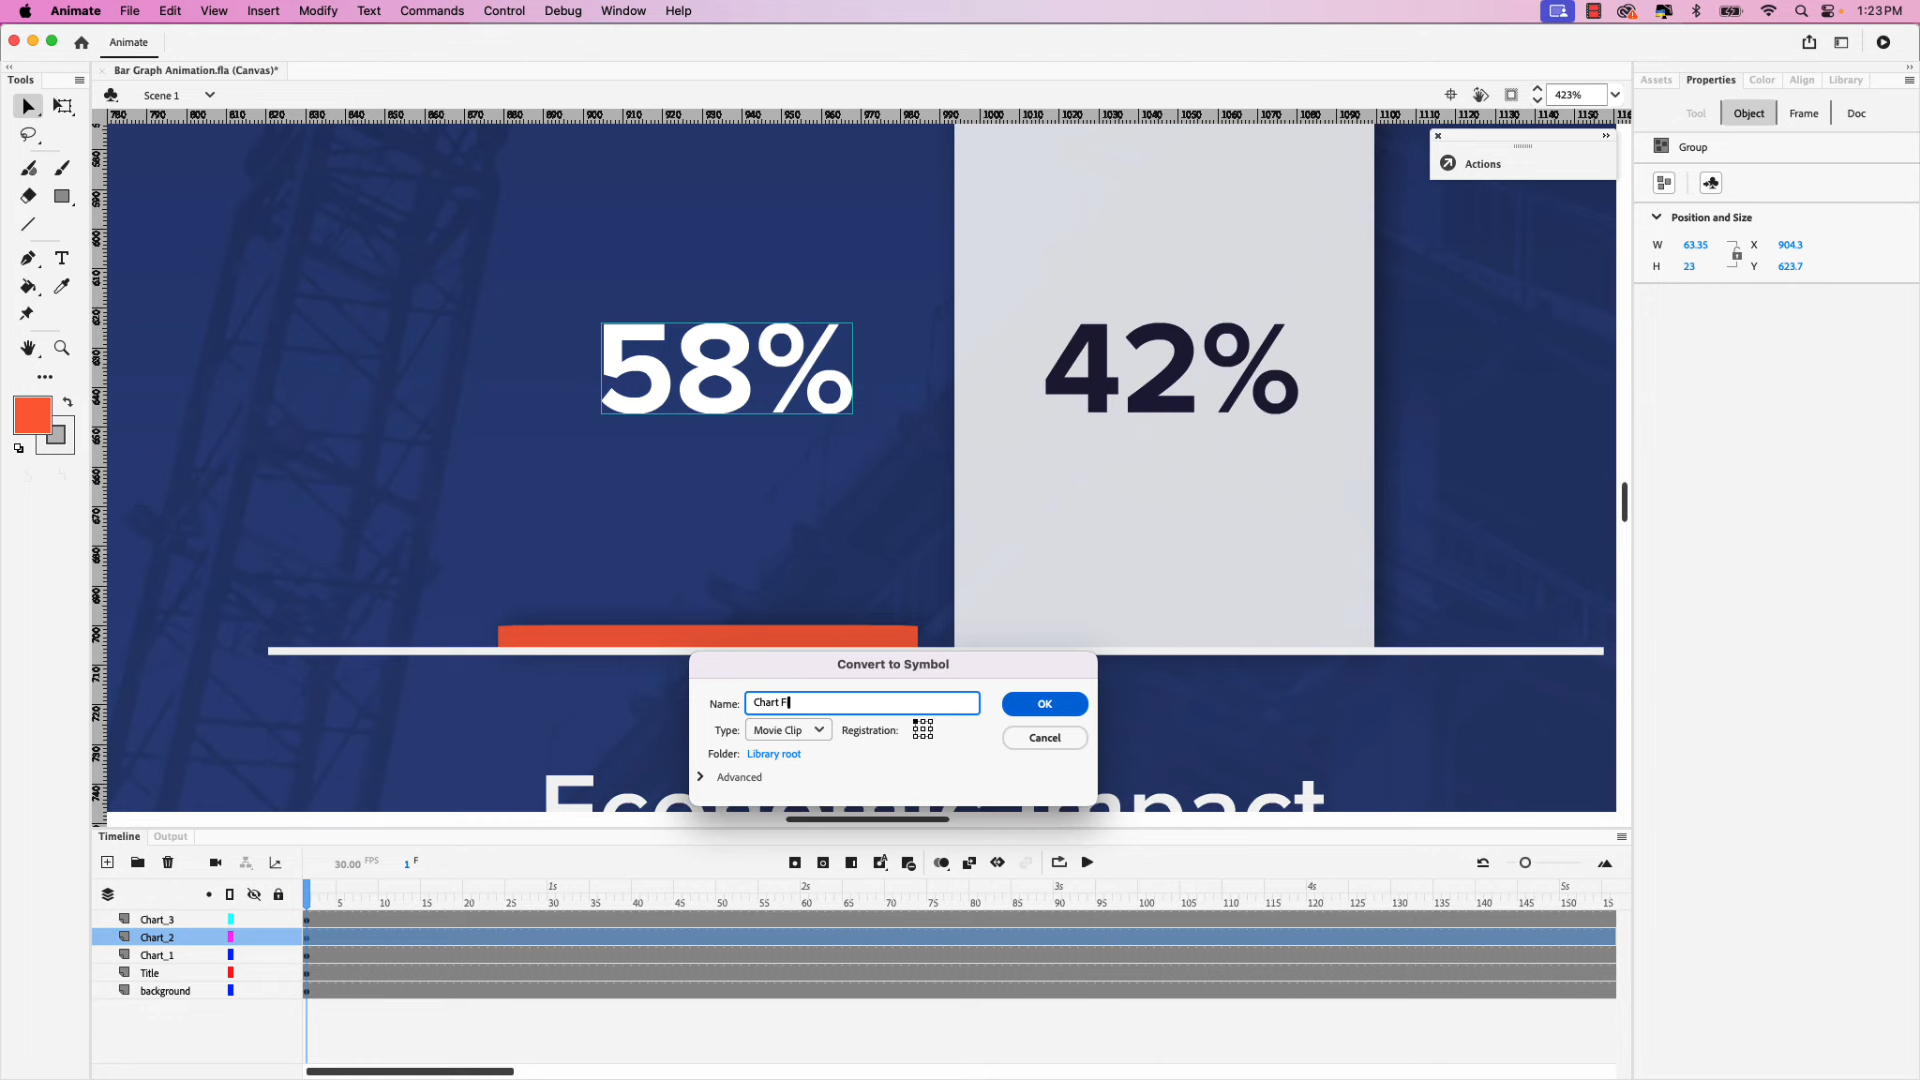 Animate File Edit View Insert Modify Text Commands Control Debug Window Help 1:23PM
Animate
Tools
Bar Graph Animation.fla (Canvas)*
Assets Properties Color Align Library
Scene 1 423%
780 790 800 810 820 830 840 850 860 870 880 890 900 910 920 930 940 950 960 970 980 990 1000 1010 1020 1030 1040 1050 1060 1070 1080 1090 1100 1110 1120 1130 1140 1150
Tool Object Frame Doc
Actions
Group
Position and Size
W 63.35 X 904.3
H 23 Y 623.7
58% 42%
Convert to Symbol
Name: Chart F OK
Type: Movie Clip Registration:
Cancel
Folder: Library root
Advanced
Economic Impact
Timeline Output
30.00 FPS 1 F
1s 2s 3s 4s 5s
5 10 15 20 25 30 35 40 45 50 55 60 65 70 75 80 85 90 95 100 105 110 115 120 125 130 135 140 145 150 15
Chart_3
Chart_2
Chart_1
Title
background